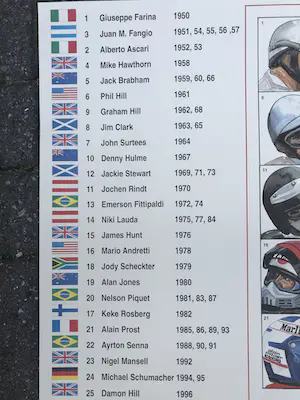 1 Giuseppe Farina 1950
3 Juan M. Fangio 1951, 54, 55, 56 ,57
2 Alberto Ascari 1952, 53
4 Mike Hawthorn 1958
5 Jack Brabham 1959, 60, 66
6 Phil Hill 1961
9 Graham Hill 1962, 68
8 Jim Clark 1963, 65
7 John Surtees 1964
10 Denny Hulme 1967
12 Jackie Stewart 1969, 71, 73
11 Jochen Rindt 1970
13 Emerson Fittipaldi 1972, 74
14 Niki Lauda 1975, 77, 84
15 James Hunt 1976
16 Mario Andretti 1978
18 Jody Scheckter 1979
19 Alan Jones 1980
20 Nelson Piquet 1981, 83, 87
17 Keke Rosberg 1982
21 Alain Prost 1985, 86, 89, 93
22 Ayrton Senna 1988, 90, 91
23 Nigel Mansell 1992
24 Michael Schumacher 1994, 95
25 Damon Hill 1996
1
6
11
16
21
Marl